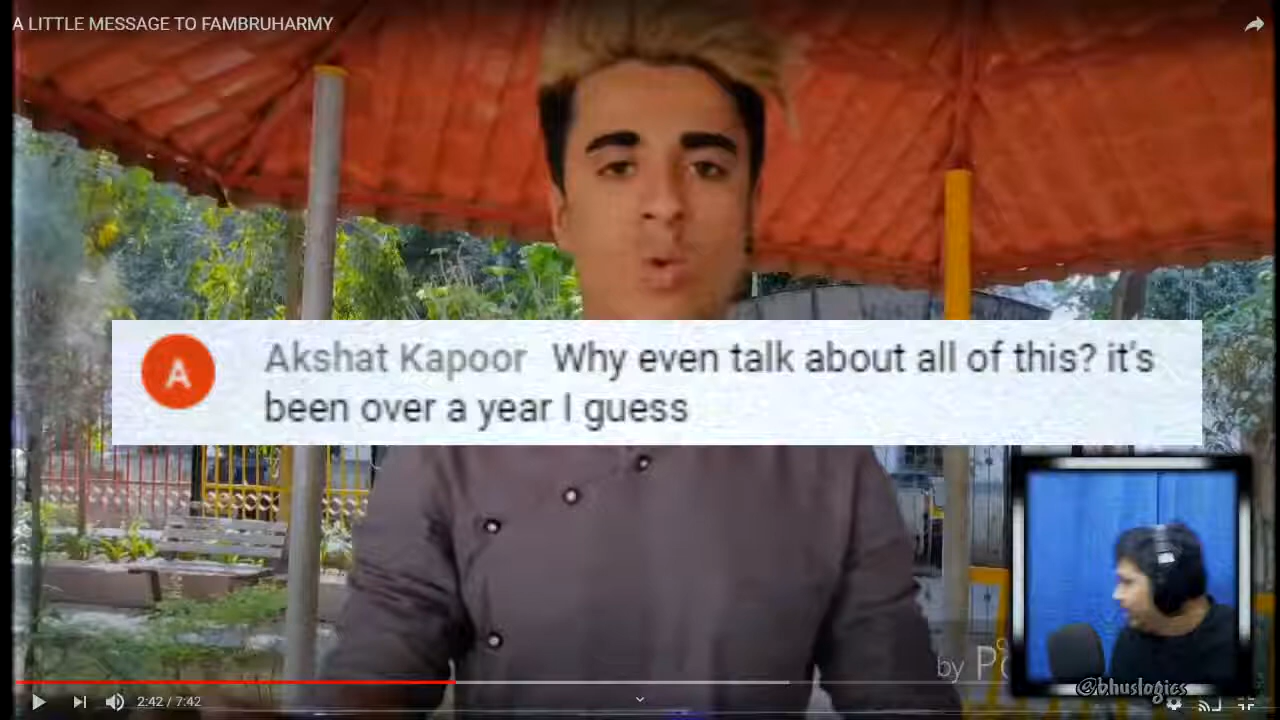 A LITTLE MESSAGE TO FAMBRUHARMY
A
Akshat Kapoor Why even talk about all of this? it's
been over a year I guess
by
@bhuslogics
2:42 / 7:42